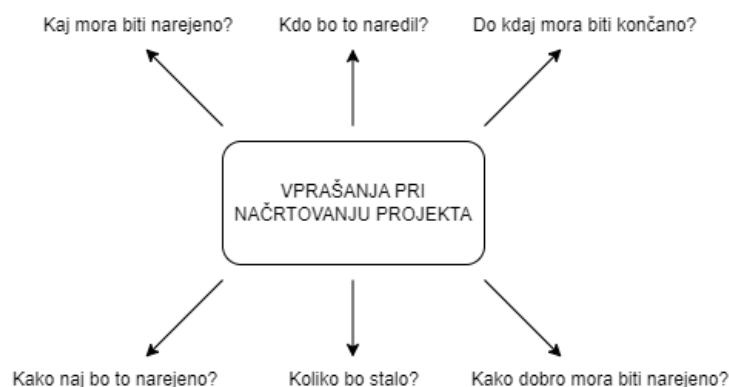 Kaj mora biti narejeno?
Kdo bo to naredil?
Do kdaj mora biti končano?
VPRAŠANJA PRI
NAČRTOVANJU PROJEKTA
Kako naj bo to narejeno?
Koliko bo stalo?
Kako dobro mora biti narejeno?